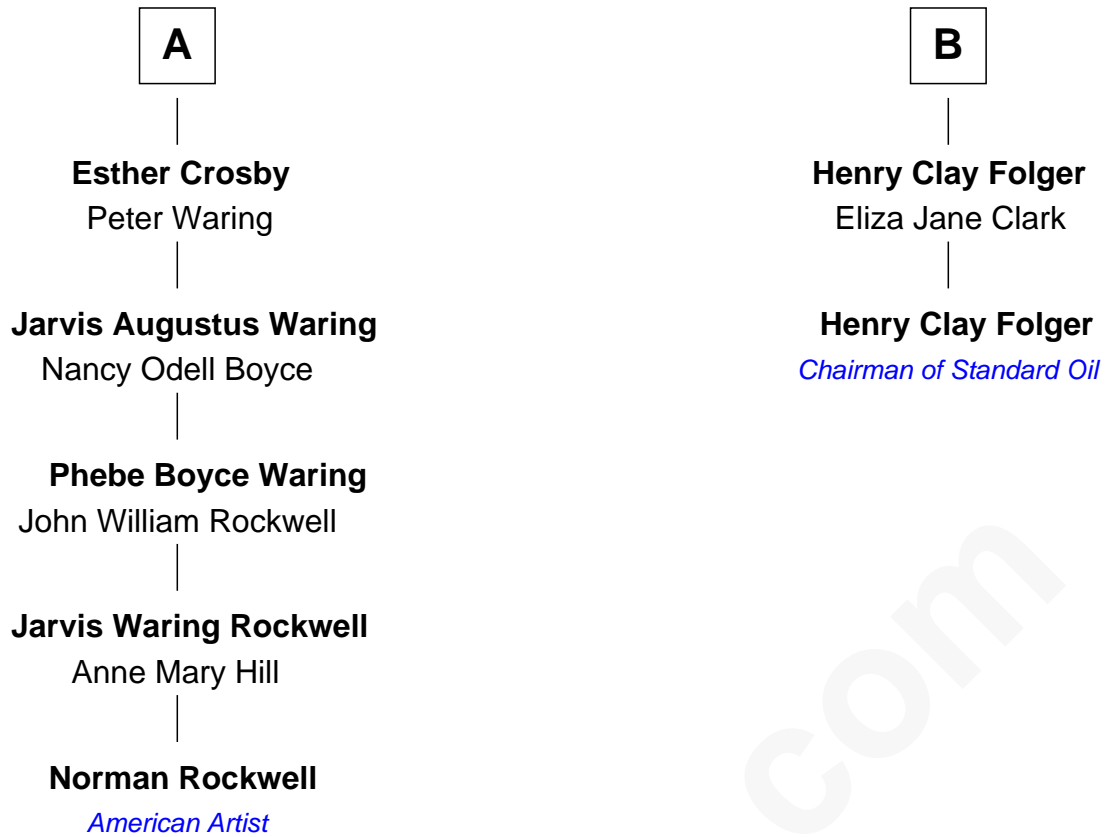 A
Esther Crosby
Peter Waring
Jarvis Augustus Waring
Nancy Odell Boyce
Phebe Boyce Waring
John William Rockwell
Jarvis Waring Rockwell
Anne Mary Hill
Norman Rockwell
American Artist
B
Henry Clay Folger
Eliza Jane Clark
Henry Clay Folger
Chairman of Standard Oil
com